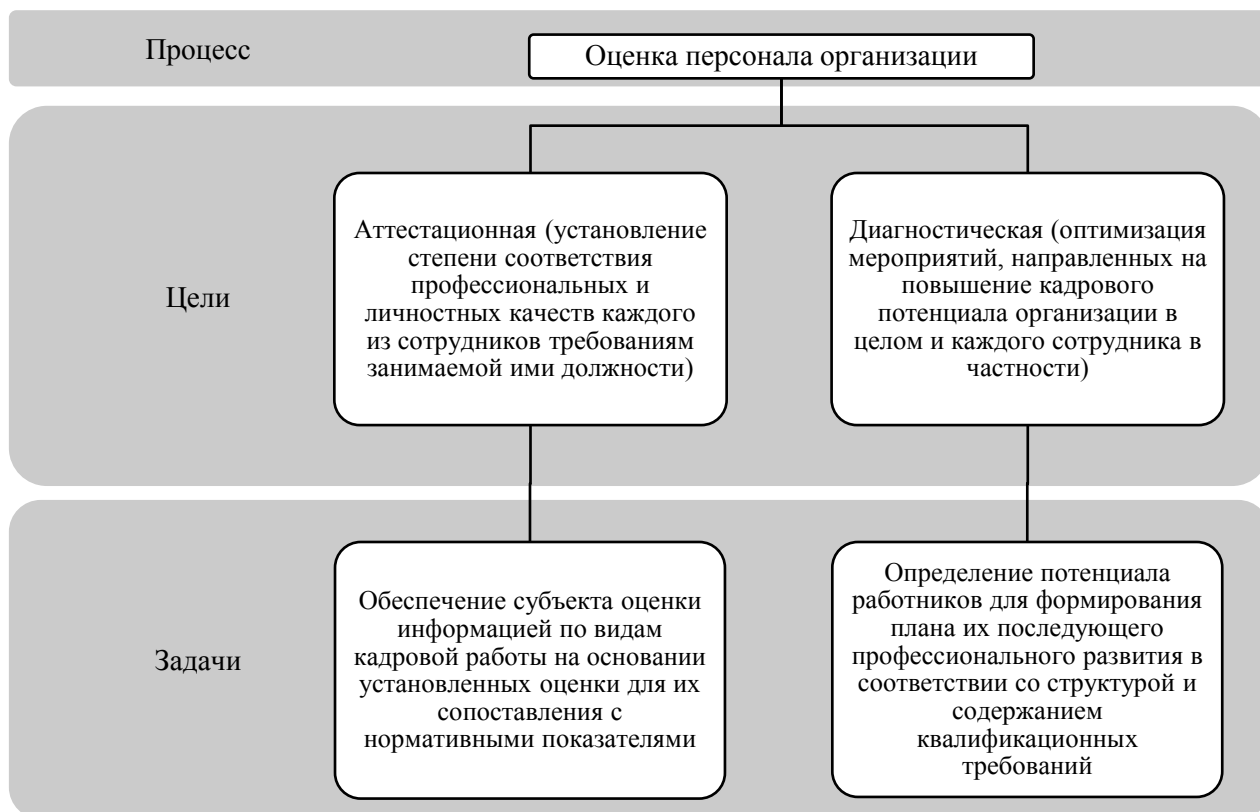 Процесс
Оценка персонала организации
Цели
Аттестационная (установление
степени соответствия
профессиональных и
личностных качеств каждого
из сотрудников требованиям
занимаемой ими должности)
Диагностическая (оптимизация
мероприятий, направленных на
повышение кадрового
потенциала организации в
целом и каждого сотрудника в
частности)
Задачи
Обеспечение субъекта оценки
информацией по видам
кадровой работы на основании
установленных оценки для их
сопоставления с
нормативными показателями
Определение потенциала
работников для формирования
плана их последующего
профессионального развития в
соответствии со структурой и
содержанием
квалификационных
требований